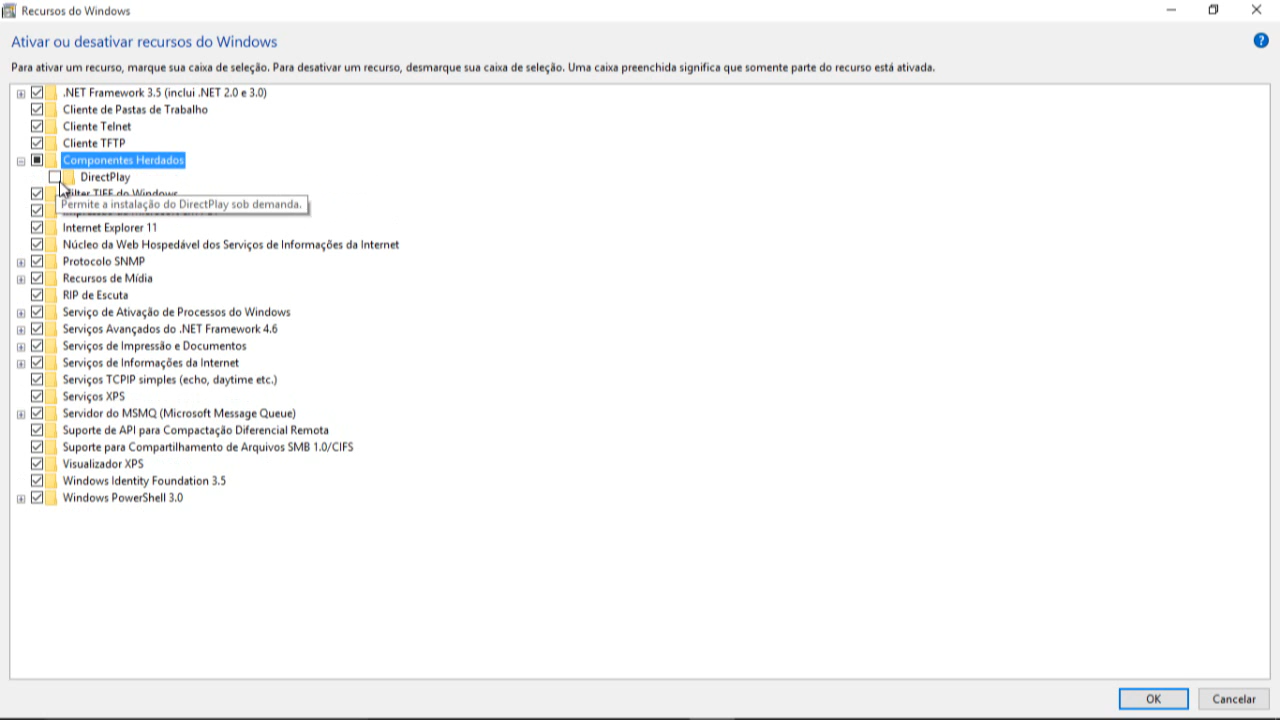 Recursos do Windows
Ativar ou desativar recursos do Windows
Para ativar um recurso, marque sua caixa de seleção. Para desativar um recurso, desmarque sua caixa de seleção. Uma caixa preenchida significa que somente parte do recurso está ativada.
.NET Framework 3.5 (inclui .NET 2.0 e 3.0)
Cliente de Pastas de Trabalho
Cliente Telnet
Cliente TFTP
Componentes Herdados
DirectPlay
iFilter TIFF do Windows
Permite a instalação do DirectPlay sob demanda.
Internet Explorer 11
Núcleo da Web Hospedável dos Serviços de Informações da Internet
Protocolo SNMP
Recursos de Mídia
RIP de Escuta
Serviço de Ativação de Processos do Windows
Serviços Avançados do .NET Framework 4.6
Serviços de Impressão e Documentos
Serviços de Informações da Internet
Serviços TCPIP simples (echo, daytime etc.)
Serviços XPS
Servidor do MSMQ (Microsoft Message Queue)
Suporte de API para Compactação Diferencial Remota
Suporte para Compartilhamento de Arquivos SMB 1.0/CIFS
Visualizador XPS
Windows Identity Foundation 3.5
Windows PowerShell 3.0
OK
Cancelar